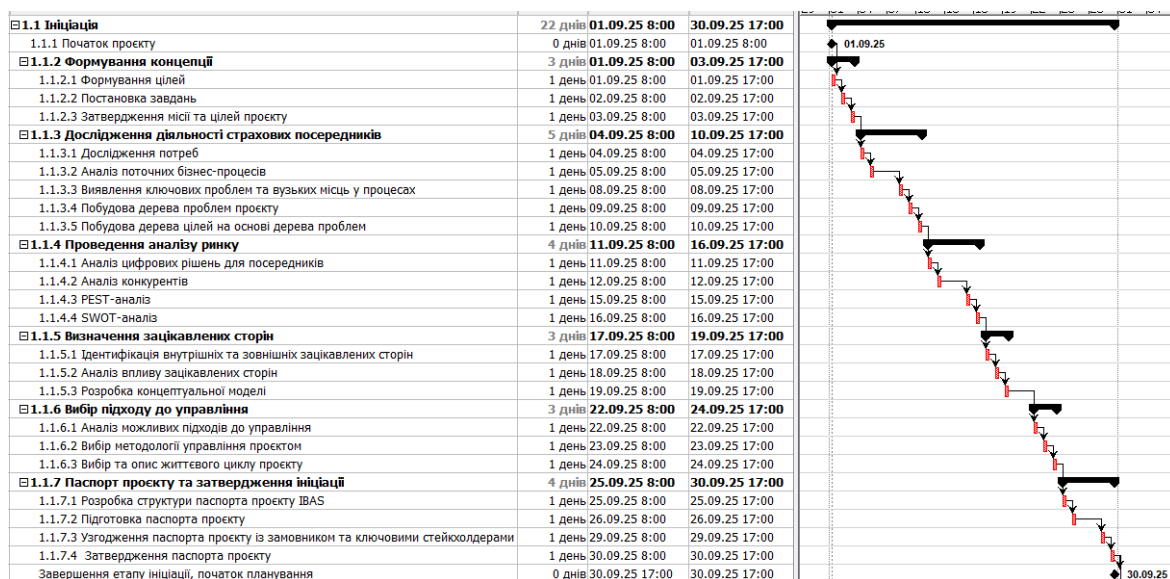 1.1 Ініціація 22 днів 01.09.25 8:00 30.09.25 17:00
1.1.1 Початок проєкту 0 днів 01.09.25 8:00 01.09.25 8:00 01.09.25
1.1.2 Формування концепції 3 днів 01.09.25 8:00 03.09.25 17:00
1.1.2.1 Формування цілей 1 день 01.09.25 8:00 01.09.25 17:00
1.1.2.2 Постановка завдань 1 день 02.09.25 8:00 02.09.25 17:00
1.1.2.3 Затвердження місії та цілей проєкту 1 день 03.09.25 8:00 03.09.25 17:00
1.1.3 Дослідження діяльності страхових посередників 5 днів 04.09.25 8:00 10.09.25 17:00
1.1.3.1 Дослідження потреб 1 день 04.09.25 8:00 04.09.25 17:00
1.1.3.2 Аналіз поточних бізнес-процесів 1 день 05.09.25 8:00 05.09.25 17:00
1.1.3.3 Виявлення ключових проблем та вузьких місць у процесах 1 день 08.09.25 8:00 08.09.25 17:00
1.1.3.4 Побудова дерева проблем проєкту 1 день 09.09.25 8:00 09.09.25 17:00
1.1.3.5 Побудова дерева цілей на основі дерева проблем 1 день 10.09.25 8:00 10.09.25 17:00
1.1.4 Проведення аналізу ринку 4 днів 11.09.25 8:00 16.09.25 17:00
1.1.4.1 Аналіз цифрових рішень для посередників 1 день 11.09.25 8:00 11.09.25 17:00
1.1.4.2 Аналіз конкурентів 1 день 12.09.25 8:00 12.09.25 17:00
1.1.4.3 PEST-аналіз 1 день 15.09.25 8:00 15.09.25 17:00
1.1.4.4 SWOT-аналіз 1 день 16.09.25 8:00 16.09.25 17:00
1.1.5 Визначення зацікавлених сторін 3 днів 17.09.25 8:00 19.09.25 17:00
1.1.5.1 Ідентифікація внутрішніх та зовнішніх зацікавлених сторін 1 день 17.09.25 8:00 17.09.25 17:00
1.1.5.2 Аналіз впливу зацікавлених сторін 1 день 18.09.25 8:00 18.09.25 17:00
1.1.5.3 Розробка концептуальної моделі 1 день 19.09.25 8:00 19.09.25 17:00
1.1.6 Вибір підходу до управління 3 днів 22.09.25 8:00 24.09.25 17:00
1.1.6.1 Аналіз можливих підходів до управління 1 день 22.09.25 8:00 22.09.25 17:00
1.1.6.2 Вибір методології управління проєктом 1 день 23.09.25 8:00 23.09.25 17:00
1.1.6.3 Вибір та опис життєвого циклу проєкту 1 день 24.09.25 8:00 24.09.25 17:00
1.1.7 Паспорт проєкту та затвердження ініціації 4 днів 25.09.25 8:00 30.09.25 17:00
1.1.7.1 Розробка структури паспорта проєкту IBAS 1 день 25.09.25 8:00 25.09.25 17:00
1.1.7.2 Підготовка паспорта проєкту 1 день 26.09.25 8:00 26.09.25 17:00
1.1.7.3 Узгодження паспорта проєкту із замовником та ключовими стейкхолдерами 1 день 29.09.25 8:00 29.09.25 17:00
1.1.7.4 Затвердження паспорта проєкту 1 день 30.09.25 8:00 30.09.25 17:00
Завершення етапу ініціації, початок планування 0 днів 30.09.25 17:00 30.09.25 17:00 30.09.25